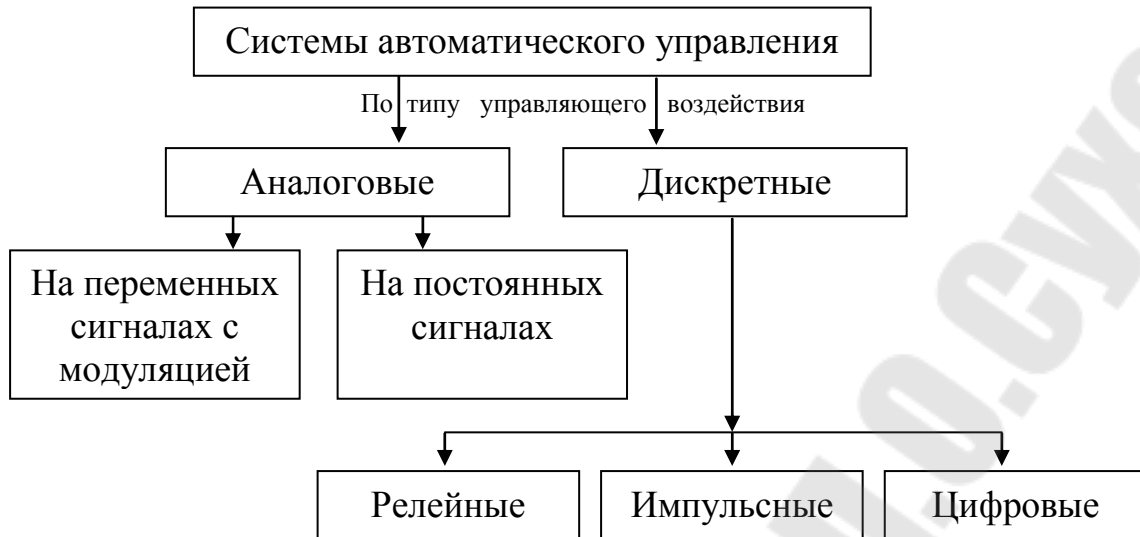 Системы автоматического управления
По типу управляющего воздействия
Аналоговые
Дискретные
На переменных
сигналах с
модуляцией
На постоянных
сигналах
Релейные
Импульсные
Цифровые